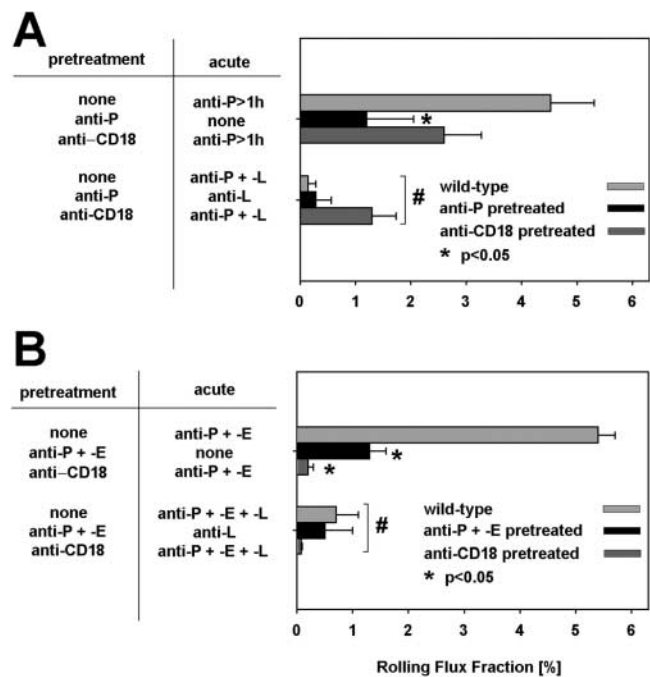 A
pretreatment acute
none anti-P>1h
anti-P none
anti–CD18 anti-P>1h
*
none anti-P + -L
anti-P anti-L
anti-CD18 anti-P + -L
#
wild-type
anti-P pretreated
anti-CD18 pretreated
* p<0.05
0 1 2 3 4 5 6
B
pretreatment acute
none anti-P + -E
anti-P + -E none
anti–CD18 anti-P + -E
*
*
none anti-P + -E + -L
anti-P + -E anti-L
anti-CD18 anti-P + -E + -L
#
wild-type
anti-P + -E pretreated
anti-CD18 pretreated
* p<0.05
0 1 2 3 4 5 6
Rolling Flux Fraction [%]